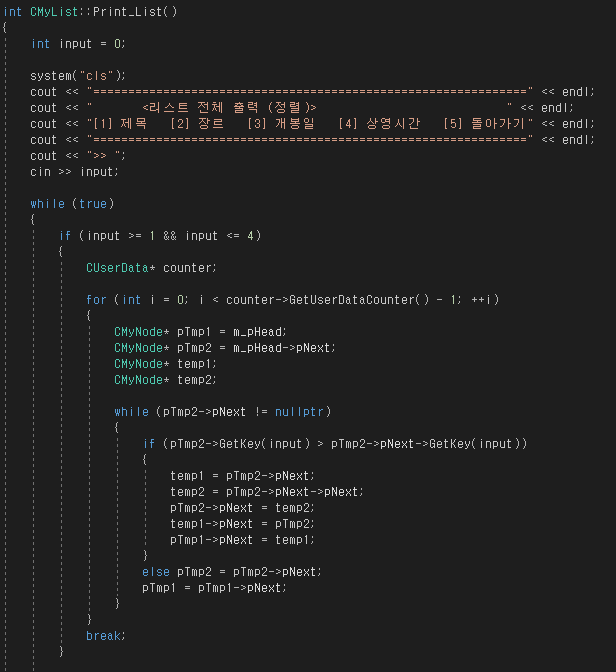 int CMyList::Print_List()
{
    int input = 0;

    system("cls");
    cout << "==============================================================" << endl;
    cout << "       <리스트 전체 출력 (정렬)>                           " << endl;
    cout << "[1] 제목   [2] 장르   [3] 개봉일   [4] 상영시간   [5] 돌아가기" << endl;
    cout << "==============================================================" << endl;
    cout << ">> ";
    cin >> input;

    while (true)
    {
        if (input >= 1 && input <= 4)
        {
            CUserData* counter;

            for (int i = 0; i < counter->GetUserDataCounter() - 1; ++i)
            {
                CMyNode* pTmp1 = m_pHead;
                CMyNode* pTmp2 = m_pHead->pNext;
                CMyNode* temp1;
                CMyNode* temp2;

                while (pTmp2->pNext != nullptr)
                {
                    if (pTmp2->GetKey(input) > pTmp2->pNext->GetKey(input))
                    {
                        temp1 = pTmp2->pNext;
                        temp2 = pTmp2->pNext->pNext;
                        pTmp2->pNext = temp2;
                        temp1->pNext = pTmp2;
                        pTmp1->pNext = temp1;
                    }
                    else pTmp2 = pTmp2->pNext;
                    pTmp1 = pTmp1->pNext;
                }
            }
            break;
        }